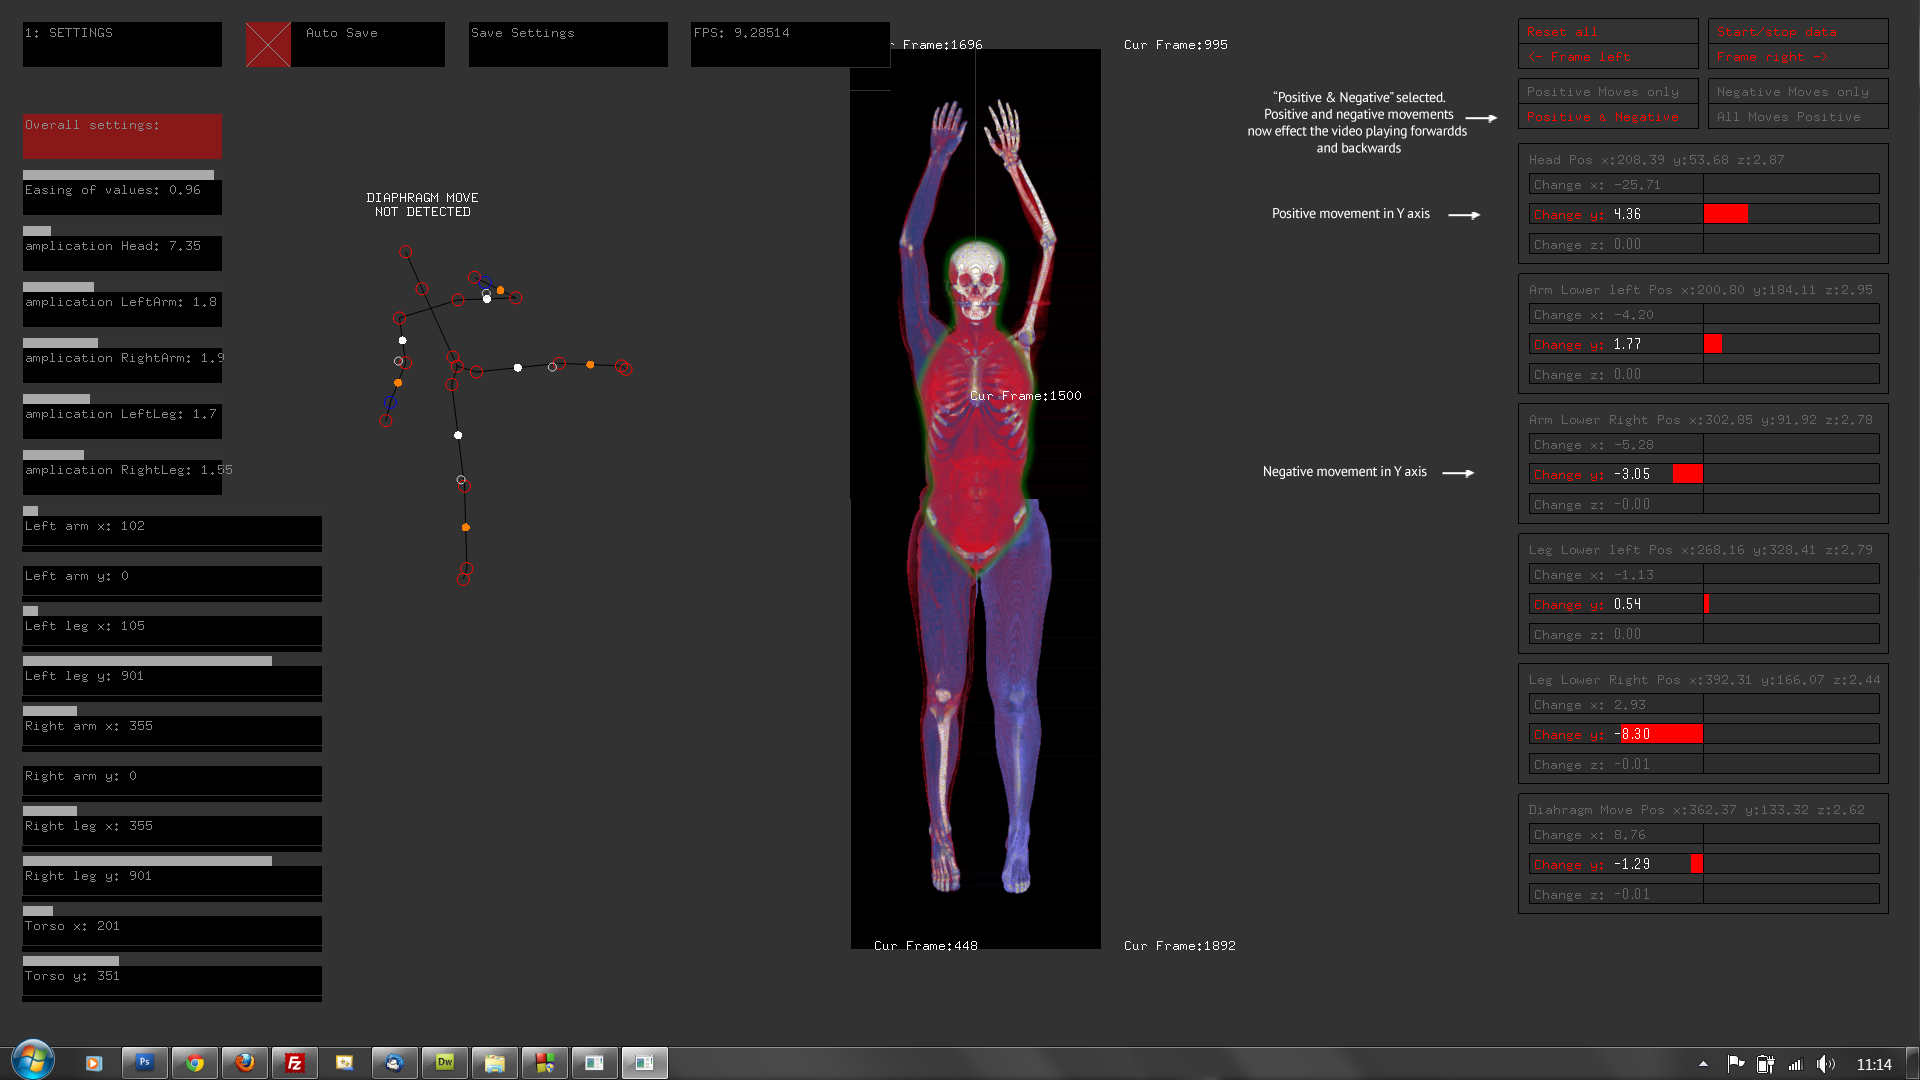 1: SETTINGS
Auto Save
Save Settings
FPS: 9.28514
Frame:1696
Cur Frame:995
Reset all
Start/stop data
<- Frame left
Frame right ->
Positive Moves only
Negative Moves only
Positive & Negative
All Moves Positive
"Positive & Negative" selected.
Positive and negative movements
now effect the video playing forwardds
and backwards
Overall settings:
Easing of values: 0.96
amplication Head: 7.35
amplication LeftArm: 1.8
amplication RightArm: 1.9
amplication LeftLeg: 1.7
amplication RightLeg: 1.55
Left arm x: 102
Left arm y: 0
Left leg x: 105
Left leg y: 901
Right arm x: 355
Right arm y: 0
Right leg x: 355
Right leg y: 901
Torso x: 201
Torso y: 351
DIAPHRAGM MOVE
NOT DETECTED
Cur Frame:1500
Cur Frame:448
Cur Frame:1892
Positive movement in Y axis
Negative movement in Y axis
Head Pos x:208.39 y:53.68 z:2.87
Change x: -25.71
Change y: 4.36
Change z: 0.00
Arm Lower left Pos x:200.80 y:184.11 z:2.95
Change x: -4.20
Change y: 1.77
Change z: 0.00
Arm Lower Right Pos x:302.85 y:91.92 z:2.78
Change x: -5.28
Change y: -3.05
Change z: -0.00
Leg Lower left Pos x:268.16 y:328.41 z:2.79
Change x: -1.13
Change y: 0.54
Change z: 0.00
Leg Lower Right Pos x:392.31 y:166.07 z:2.44
Change x: 2.93
Change y: -8.30
Change z: -0.01
Diahragm Move Pos x:362.37 y:133.32 z:2.62
Change x: 8.76
Change y: -1.29
Change z: -0.01
Ps
Fz
Dw
11:14